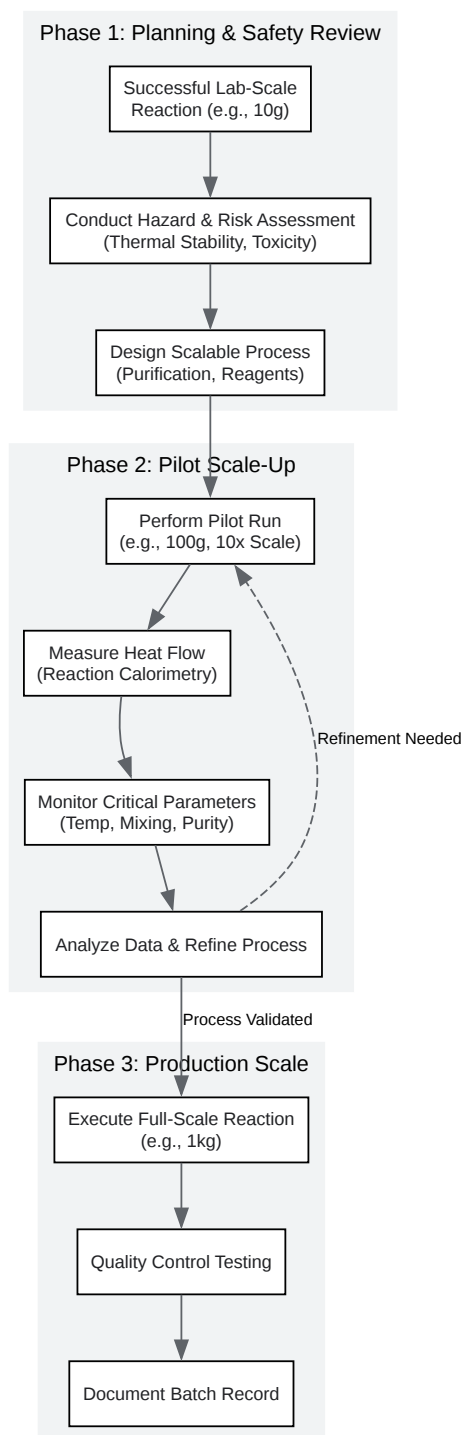 Phase 1: Planning & Safety Review
Successful Lab-Scale
Reaction (e.g., 10g)
Conduct Hazard & Risk Assessment
(Thermal Stability, Toxicity)
Design Scalable Process
(Purification, Reagents)
Phase 2: Pilot Scale-Up
Perform Pilot Run
(e.g., 100g, 10x Scale)
Measure Heat Flow
(Reaction Calorimetry)
Refinement Needed
Monitor Critical Parameters
(Temp, Mixing, Purity)
Analyze Data & Refine Process
Process Validated
Phase 3: Production Scale
Execute Full-Scale Reaction
(e.g., 1kg)
Quality Control Testing
Document Batch Record